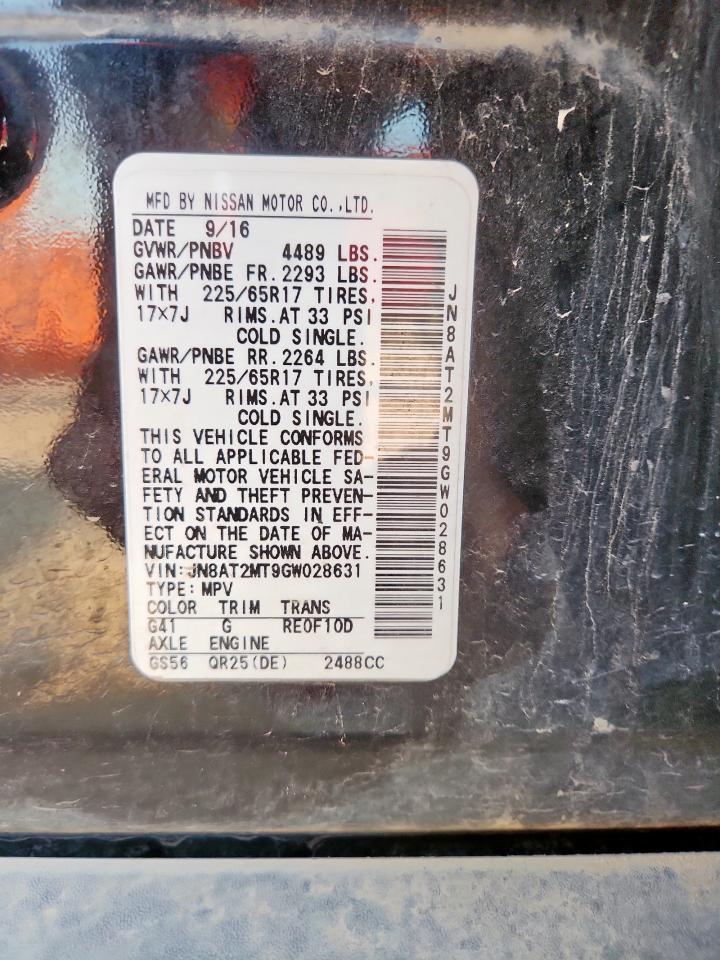 MFD BY NISSAN MOTOR CO.,LTD.
DATE 9/16
GVWR/PNBV 4489 LBS.
GAWR/PNBE FR.2293 LBS.
WITH 225/65R17 TIRES,
17×7J RIMS.AT 33 PSI
COLD SINGLE.
GAWR/PNBE RR.2264 LBS.
WITH 225/65R17 TIRES,
17×7J RIMS.AT 33 PSI
COLD SINGLE.
THIS VEHICLE CONFORMS
TO ALL APPLICABLE FED-
ERAL MOTOR VEHICLE SA-
FETY AND THEFT PREVEN-
TION STANDARDS IN EFF-
ECT ON THE DATE OF MA-
NUFACTURE SHOWN ABOVE.
VIN:JN8AT2MT9GW028631
TYPE:MPV
COLOR TRIM TRANS
G41 G RE0F10D
AXLE ENGINE
GS56 QR25(DE) 2488CC
JN8AT2MT9GW028631